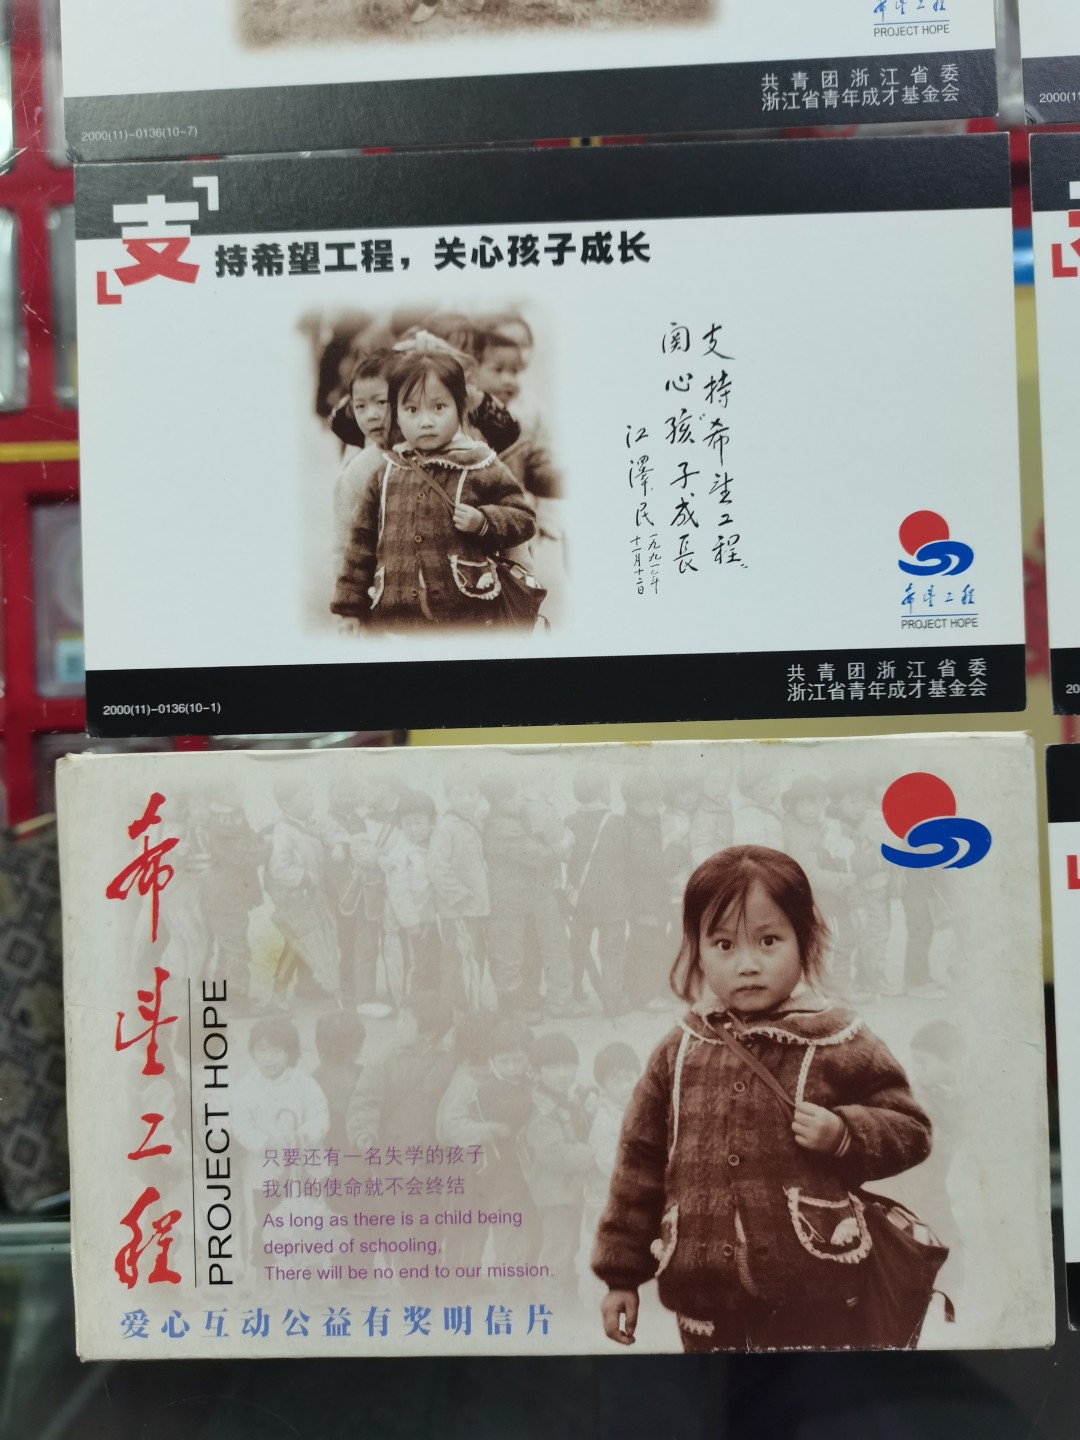 希望工程
PROJECT HOPE
共青团浙江省委
浙江省青年成才基金会
2000(11)-0136(10-7)
2000(11
支
持希望工程，关心孩子成长
支持“希望工程”
関心孩子成長
江澤民
一九九一年
十一月十二日
希望工程
PROJECT HOPE
共青团浙江省委
浙江省青年成才基金会
2000(11)-0136(10-1)
20
希望工程
PROJECT HOPE
只要还有一名失学的孩子
我们的使命就不会终结
As long as there is a child being
deprived of schooling,
There will be no end to our mission.
爱心互动公益有奖明信片